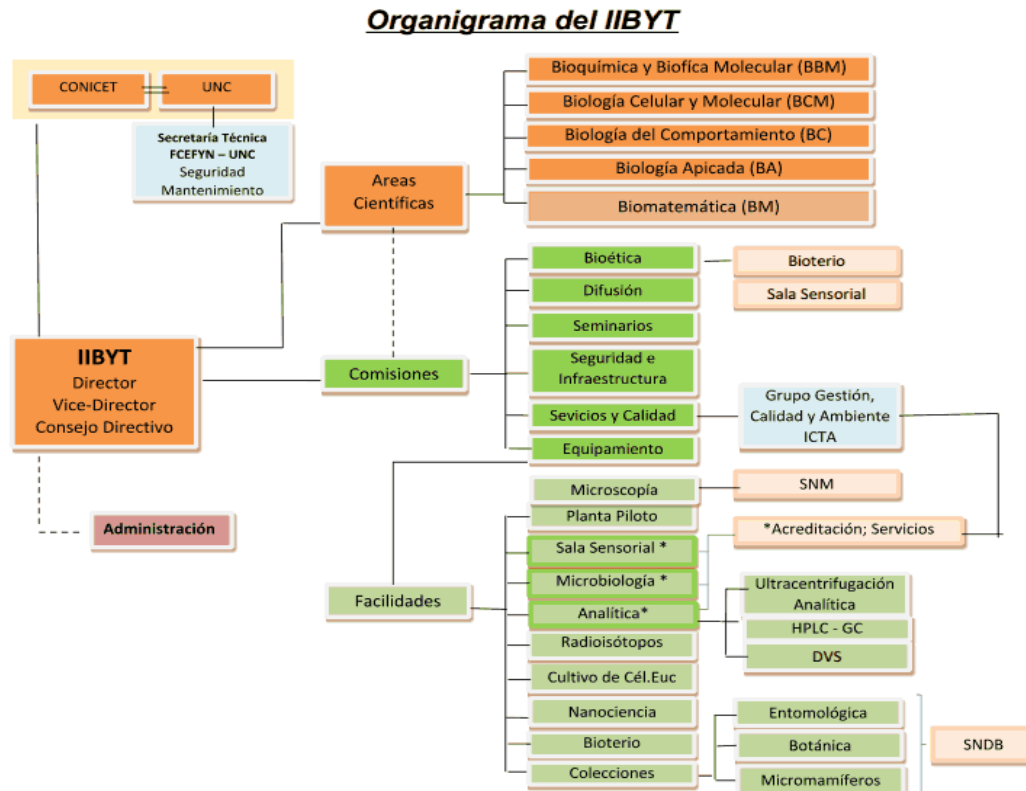 Organigrama del IIBYT
CONICET
UNC
Secretaría Técnica
FCEFYN – UNC
Seguridad
Mantenimiento
Areas
Científicas
Bioquímica y Biofíca Molecular (BBM)
Biología Celular y Molecular (BCM)
Biología del Comportamiento (BC)
Biología Apicada (BA)
Biomatemática (BM)
IIBYT
Director
Vice-Director
Consejo Directivo
Administración
Comisiones
Bioética
Difusión
Seminarios
Seguridad e
Infraestructura
Sevicios y Calidad
Equipamiento
Bioterio
Sala Sensorial
Grupo Gestión,
Calidad y Ambiente
ICTA
Facilidades
Microscopía
Planta Piloto
Sala Sensorial *
Microbiología *
Analítica*
Radioisótopos
Cultivo de Cél.Euc
Nanociencia
Bioterio
Colecciones
SNM
*Acreditación; Servicios
Ultracentrifugación
Analítica
HPLC - GC
DVS
Entomológica
Botánica
Micromamíferos
SNDB